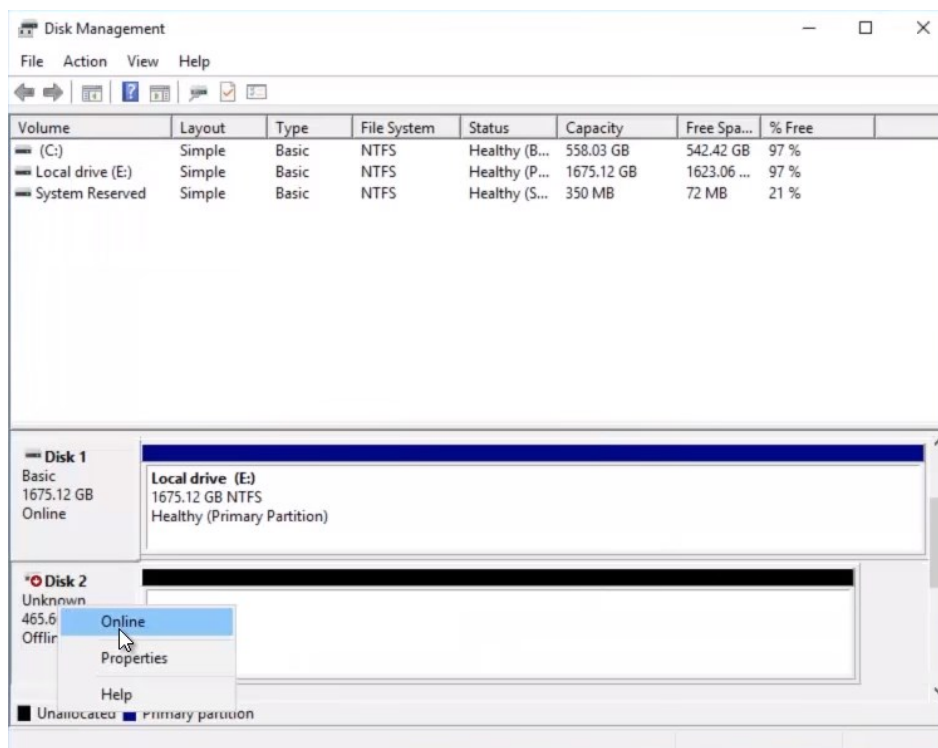 Disk Management
File Action View Help
Volume Layout Type File System Status Capacity Free Spa... % Free
(C:) Simple Basic NTFS Healthy (B... 558.03 GB 542.42 GB 97 %
Local drive (E:) Simple Basic NTFS Healthy (P... 1675.12 GB 1623.06 ... 97 %
System Reserved Simple Basic NTFS Healthy (S... 350 MB 72 MB 21 %
Disk 1
Basic
1675.12 GB
Online
Local drive (E:)
1675.12 GB NTFS
Healthy (Primary Partition)
Disk 2
Unknown
465.6
Offlin
Online
Properties
Help
Unallocated Primary partition